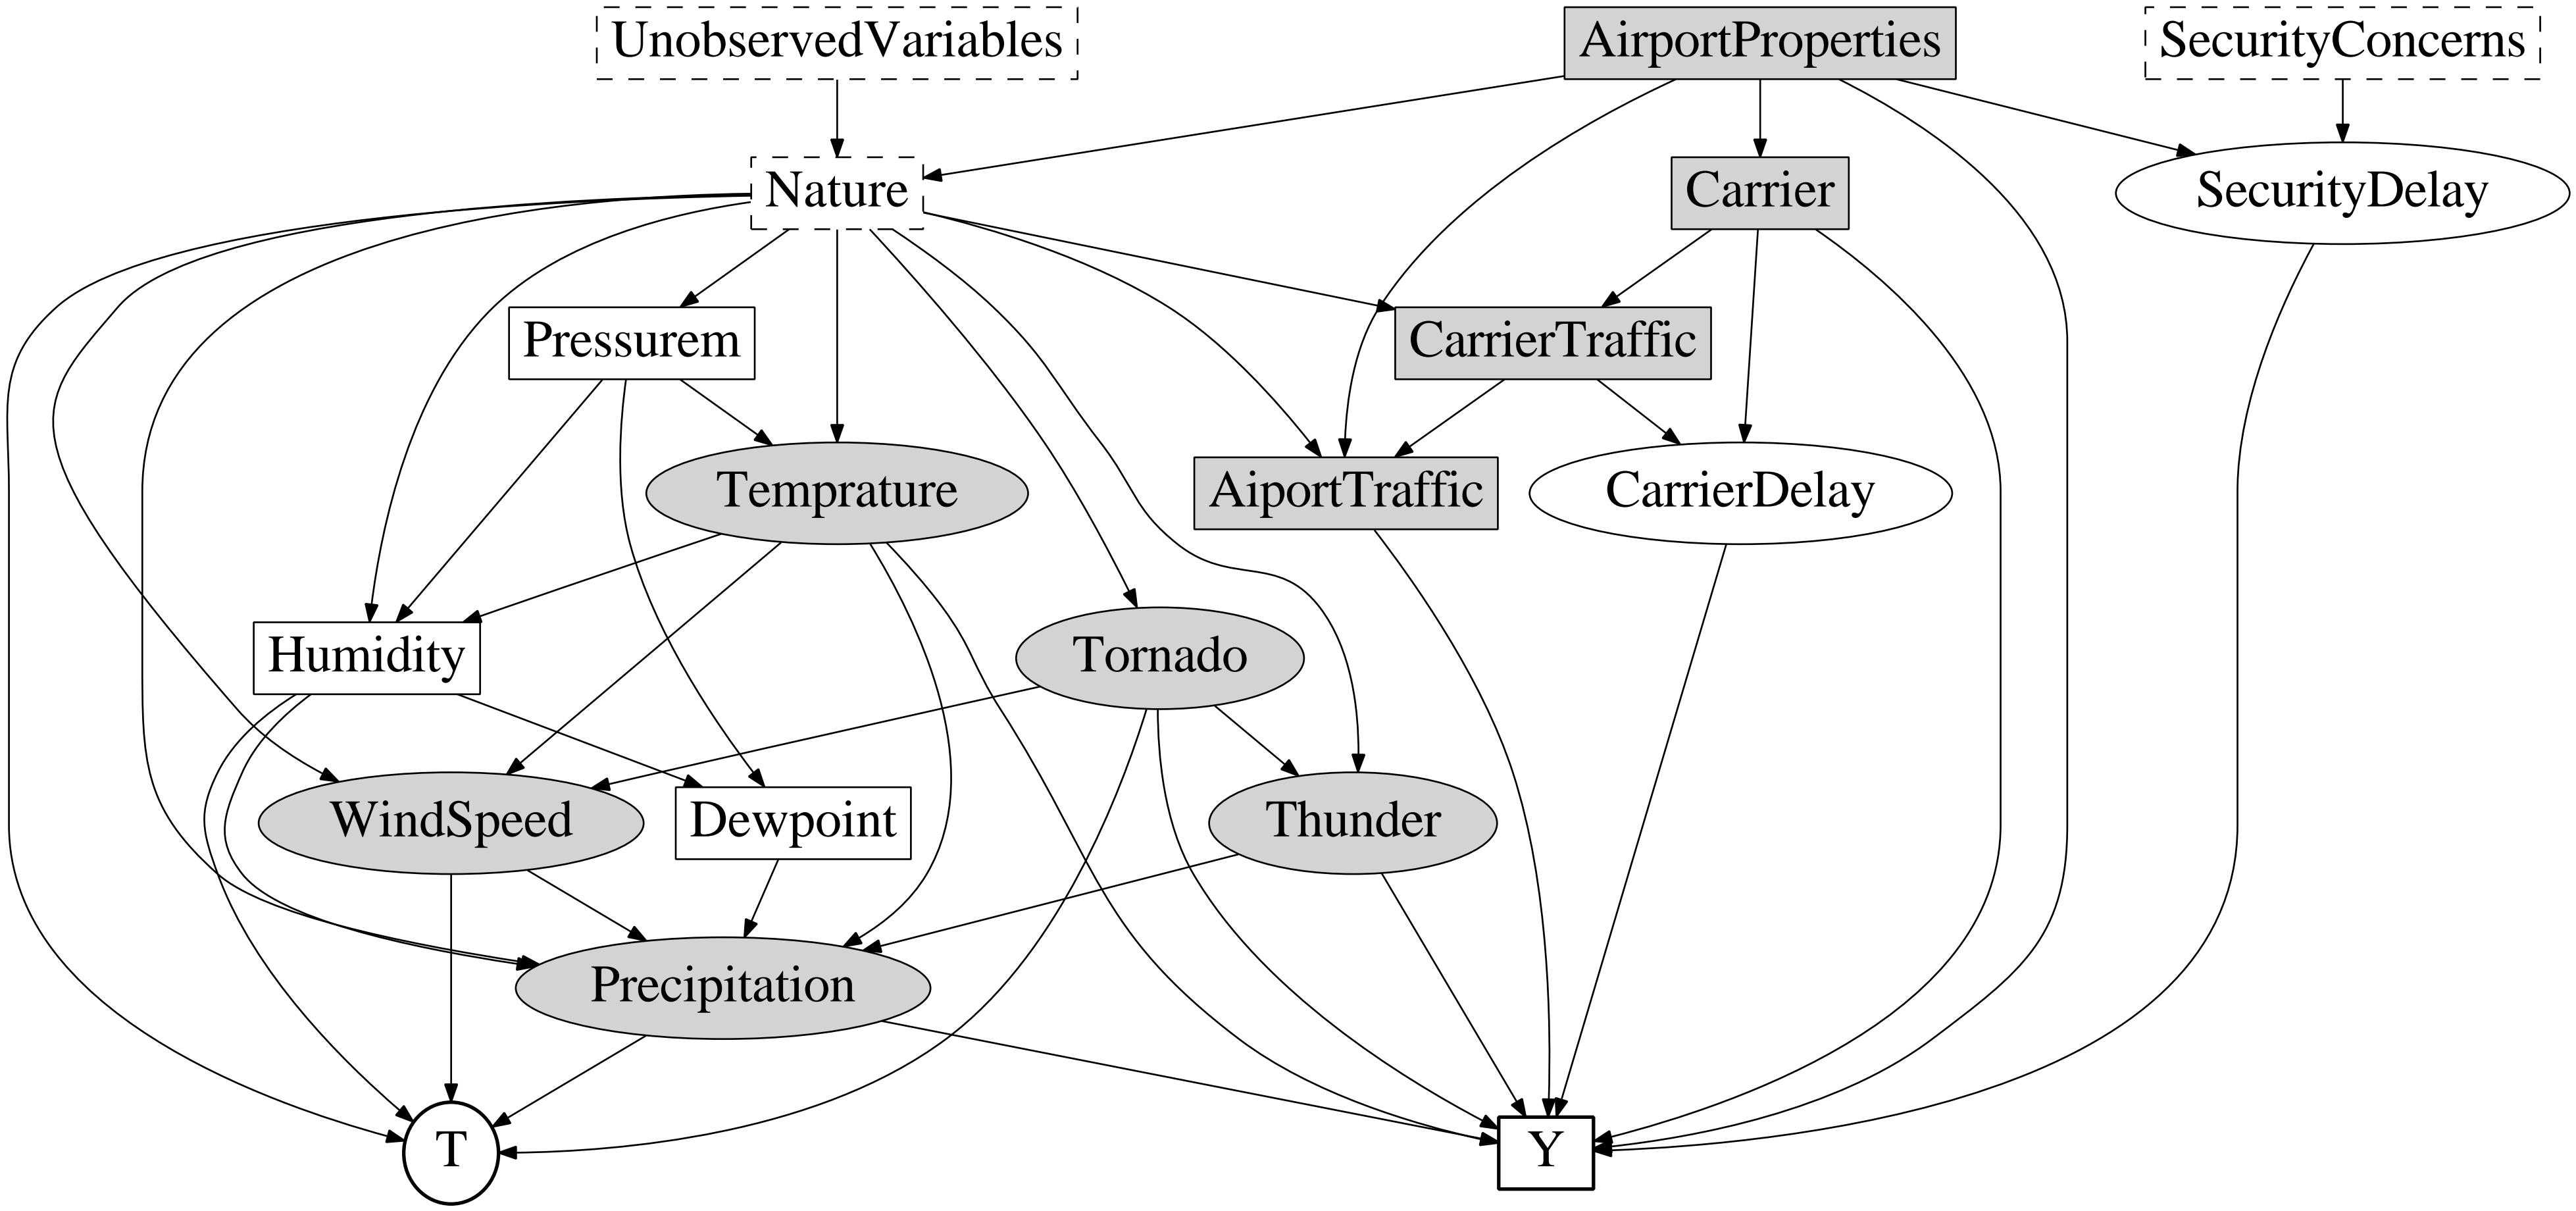 UnobservedVariables
AirportProperties
SecurityConcerns
Nature
Carrier
SecurityDelay
Pressurem
CarrierTraffic
Temprature
AiportTraffic
CarrierDelay
Humidity
Tornado
WindSpeed
Dewpoint
Thunder
Precipitation
T
Y